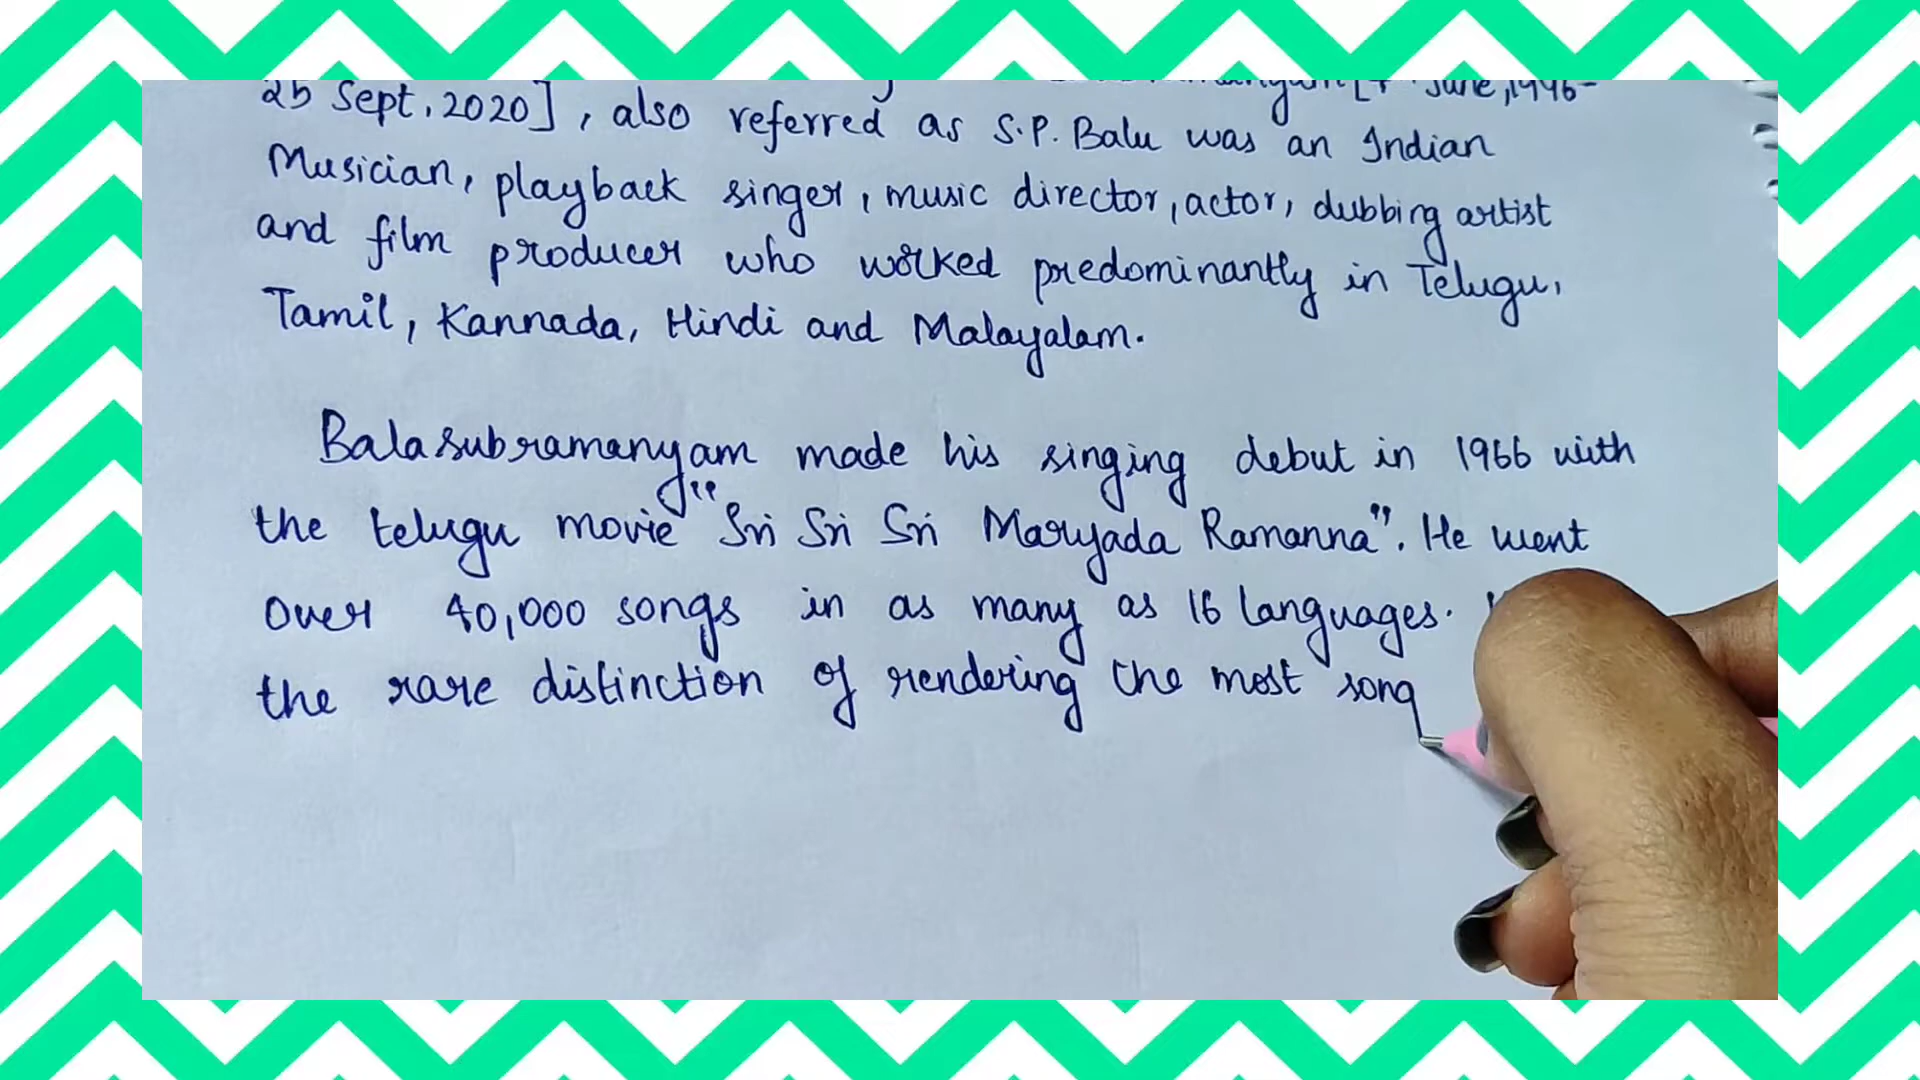 June, 1946-
25 Sept, 2020], also referred as S.P. Balu was an Indian
Musician, playback singer, music director, actor, dubbing artist
and film producer who worked predominantly in Telugu,
Tamil, Kannada, Hindi and Malayalam.
Balasubramanyam made his singing debut in 1966 with
the telugu movie "Sri Sri Sri Maryada Ramanna". He went
over 40,000 songs in as many as 16 languages.
the rare distinction of rendering the most song